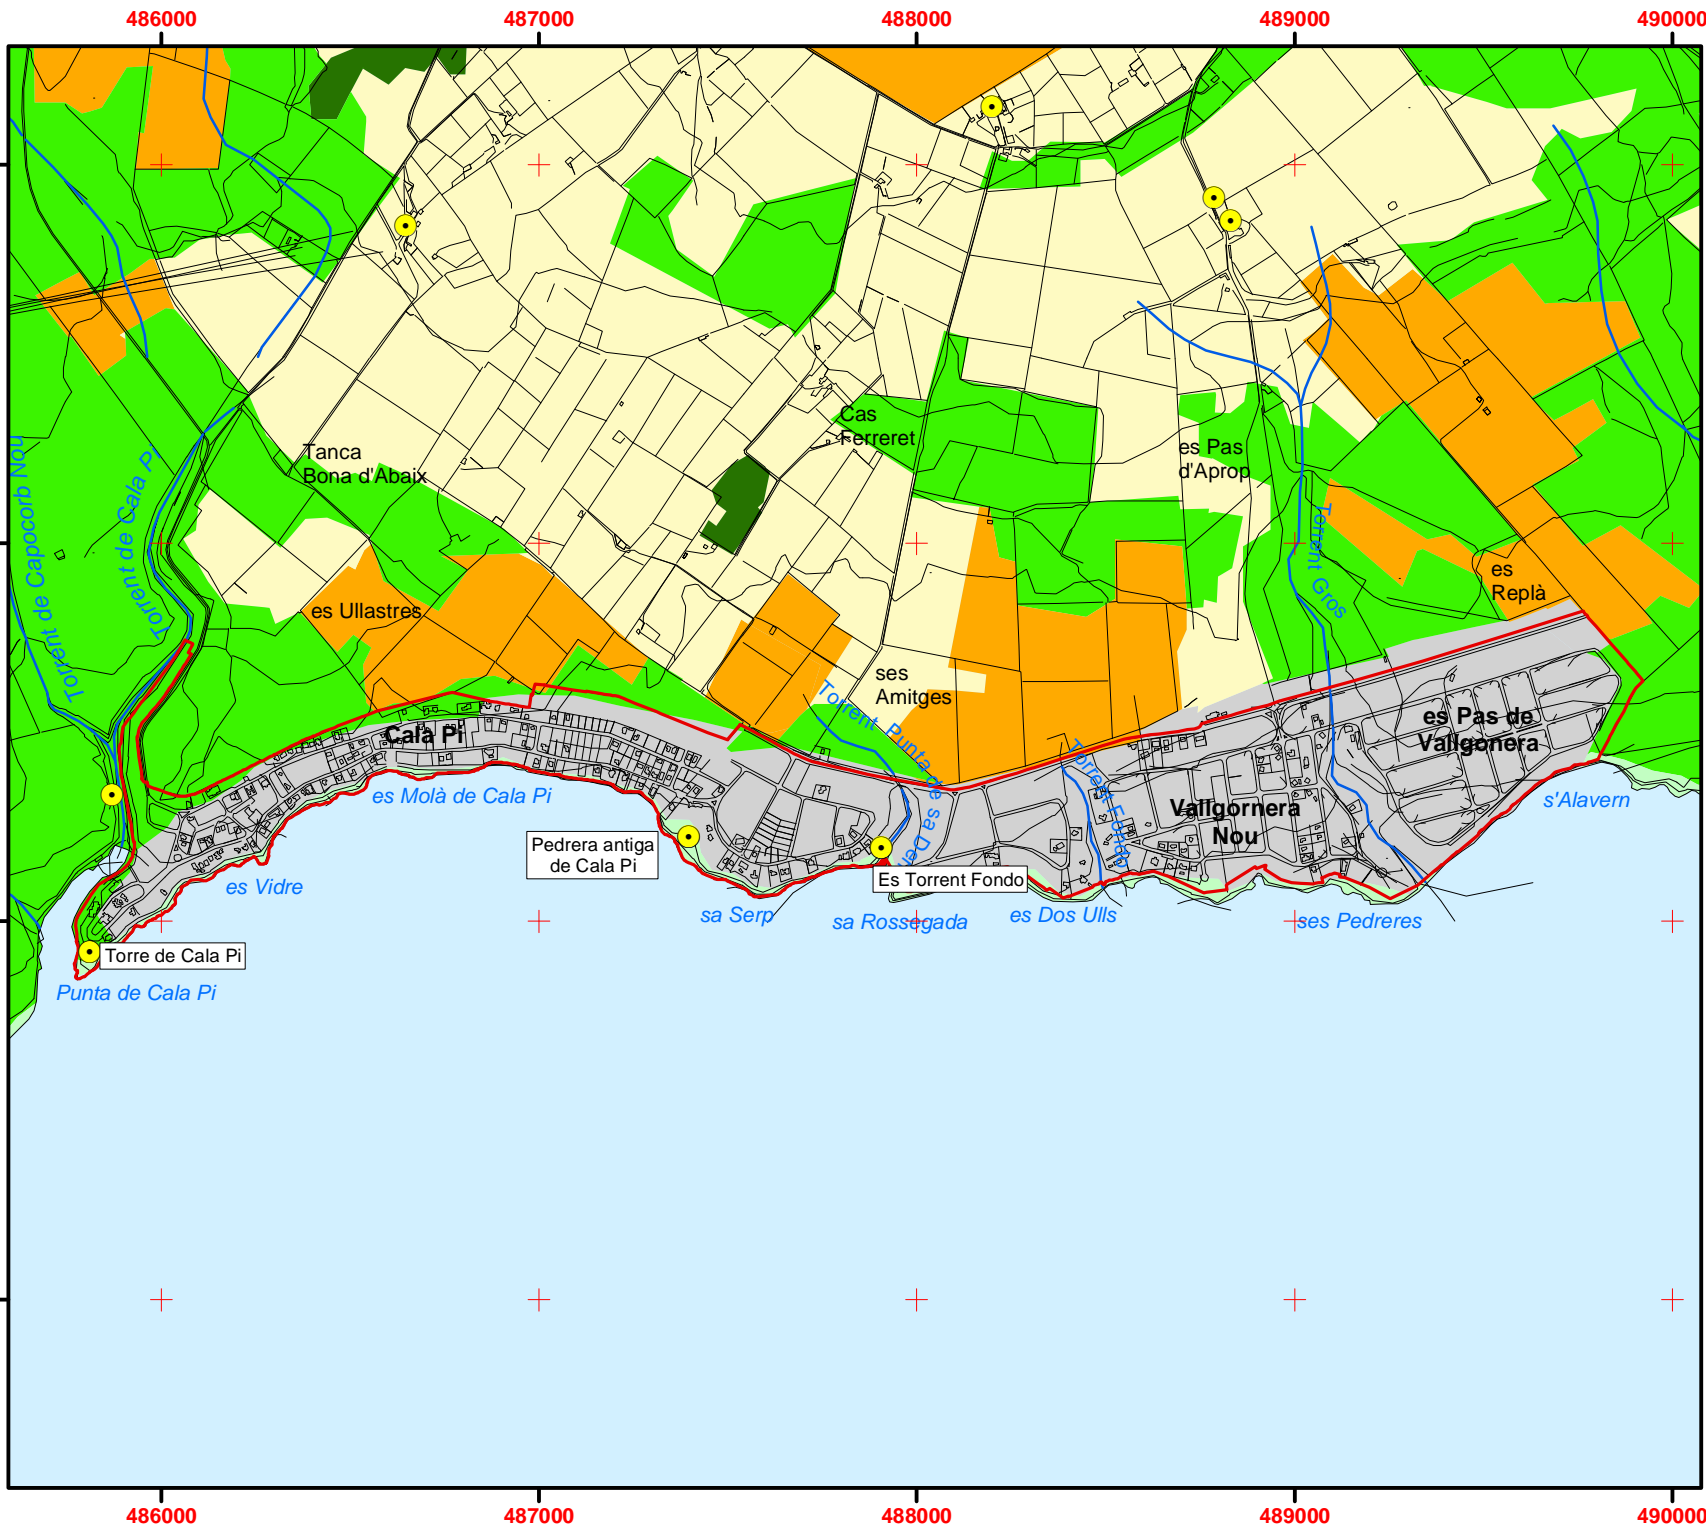 486000 487000 488000 489000 490000
Cas
Ferreret
Tanca
Bona d'Abaix
es Pas
d'Aprop
Torrent de Capocorb Nou
Torrent de Cala Pi
Torrent Gros
es
Replà
es Ullastres
ses
Amitges
Torrent Punta de sa Den
Cala Pi
es Pas de
Vallgonera
Torrent Fondo
es Molà de Cala Pi
s'Alavern
Vallgornera
Nou
Pedrera antiga
de Cala Pi
Es Torrent Fondo
es Vidre
sa Serp
sa Rossegada
es Dos Ulls
ses Pedreres
Torre de Cala Pi
Punta de Cala Pi
486000 487000 488000 489000 490000